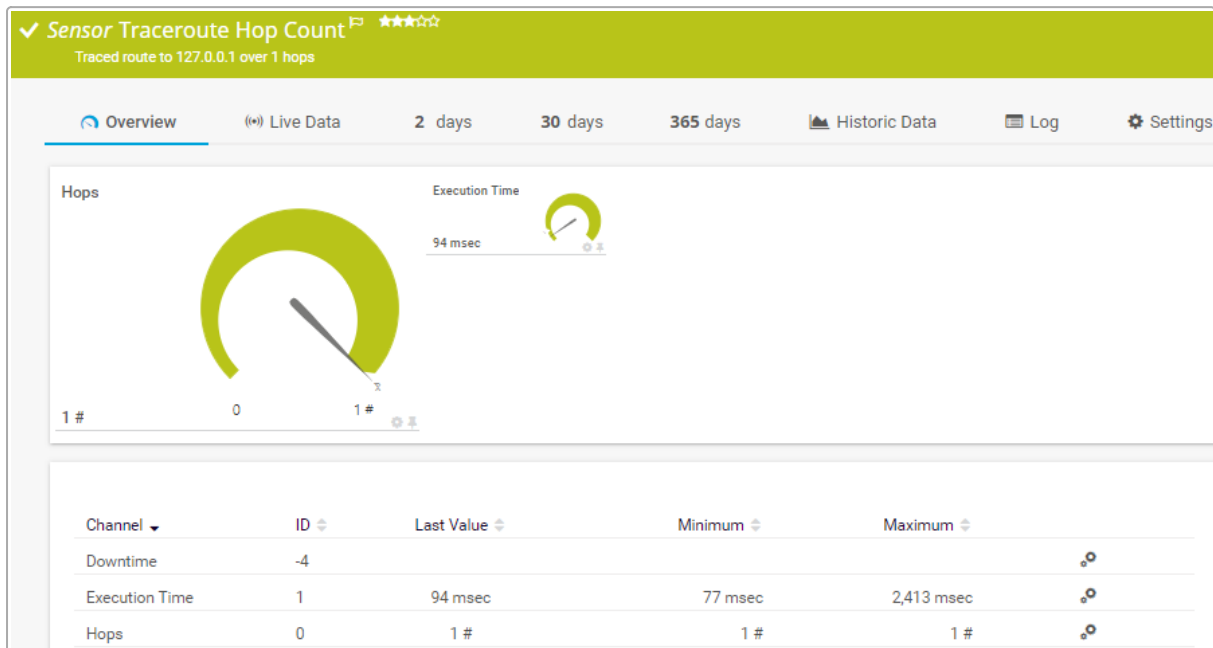 Sensor Traceroute Hop Count
Traced route to 127.0.0.1 over 1 hops
Overview Live Data 2 days 30 days 365 days Historic Data Log Settings
Hops
1 #
0
1 #
Execution Time
94 msec
Channel ID Last Value Minimum Maximum
Downtime -4
Execution Time 1 94 msec 77 msec 2,413 msec
Hops 0 1 # 1 # 1 #